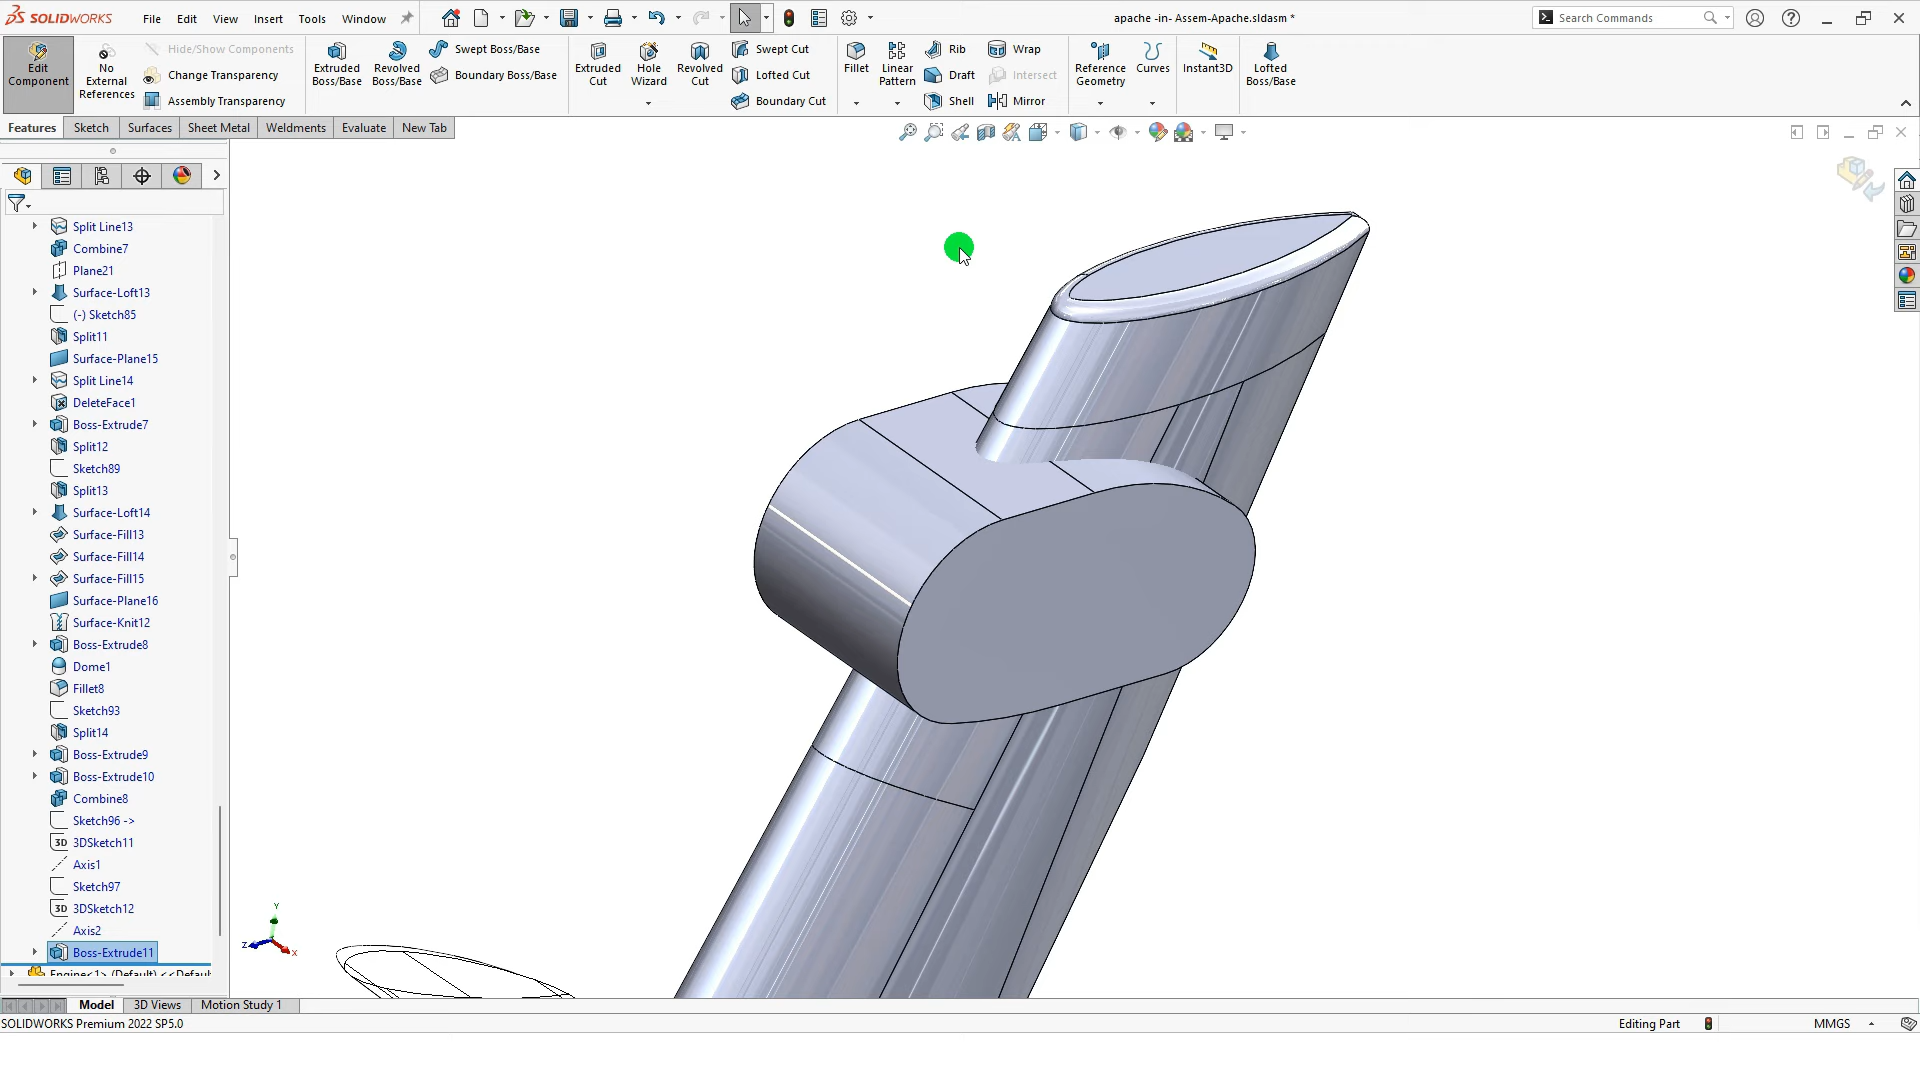 SOLIDWORKS File Edit View Insert Tools Window apache -in- Assem-Apache.sldasm * Search Commands
Edit Component
No External References
Hide/Show Components
Change Transparency
Assembly Transparency
Extruded Boss/Base
Revolved Boss/Base
Swept Boss/Base
Boundary Boss/Base
Extruded Cut
Hole Wizard
Revolved Cut
Swept Cut
Lofted Cut
Boundary Cut
Fillet
Linear Pattern
Rib
Draft
Shell
Wrap
Intersect
Mirror
Reference Geometry
Curves
Instant3D
Lofted Boss/Base
Features Sketch Surfaces Sheet Metal Weldments Evaluate New Tab
Split Line13
Combine7
Plane21
Surface-Loft13
(-) Sketch85
Split11
Surface-Plane15
Split Line14
DeleteFace1
Boss-Extrude7
Split12
Sketch89
Split13
Surface-Loft14
Surface-Fill13
Surface-Fill14
Surface-Fill15
Surface-Plane16
Surface-Knit12
Boss-Extrude8
Dome1
Fillet8
Sketch93
Split14
Boss-Extrude9
Boss-Extrude10
Combine8
Sketch96 ->
3D 3DSketch11
Axis1
Sketch97
3D 3DSketch12
Axis2
Boss-Extrude11
Engine<1> (Default) <<Defaul
Y
Z
X
Model 3D Views Motion Study 1
SOLIDWORKS Premium 2022 SP5.0 Editing Part MMGS